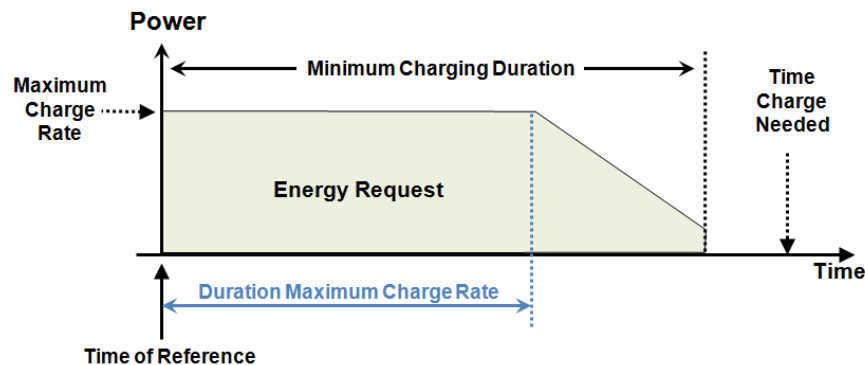 Power
Minimum Charging Duration
Maximum
Charge
Rate
Time
Charge
Needed
Energy Request
Time
Duration Maximum Charge Rate
Time of Reference